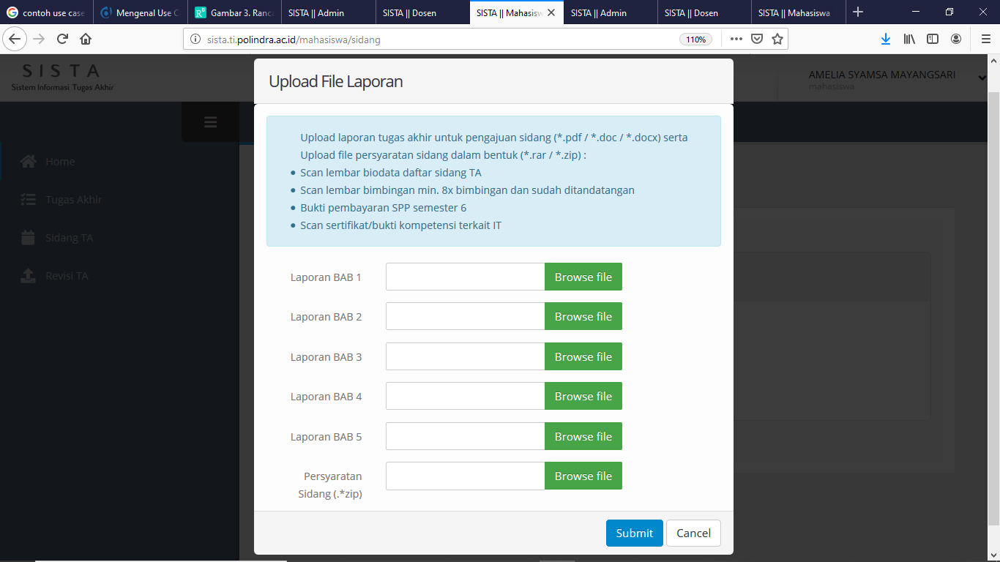 contoh use case
Mengenal Use C
Gambar 3. Ranca
SISTA || Admin
SISTA || Dosen
SISTA || Mahasisw
SISTA || Admin
SISTA || Dosen
SISTA || Mahasiswa
sista.ti.polindra.ac.id/mahasiswa/sidang
110%
SISTA
Sistem Informasi Tugas Akhir
AMELIA SYAMSA MAYANGSARI
mahasiswa
Home
Tugas Akhir
Sidang TA
Revisi TA
Upload File Laporan
Upload laporan tugas akhir untuk pengajuan sidang (*.pdf / *.doc / *.docx) serta
Upload file persyaratan sidang dalam bentuk (*.rar / *.zip) :
• Scan lembar biodata daftar sidang TA
• Scan lembar bimbingan min. 8x bimbingan dan sudah ditandatangan
• Bukti pembayaran SPP semester 6
• Scan sertifikat/bukti kompetensi terkait IT
Laporan BAB 1 Browse file
Laporan BAB 2 Browse file
Laporan BAB 3 Browse file
Laporan BAB 4 Browse file
Laporan BAB 5 Browse file
Persyaratan Browse file
Sidang (.*zip)
Submit Cancel